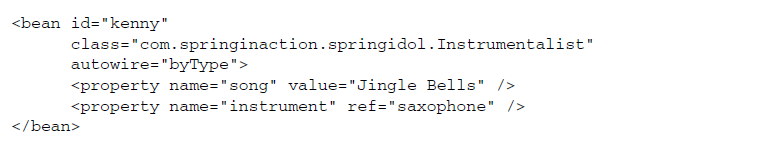 <bean id="kenny"
      class="com.springinaction.springidol.Instrumentalist"
      autowire="byType">
      <property name="song" value="Jingle Bells" />
      <property name="instrument" ref="saxophone" />
</bean>